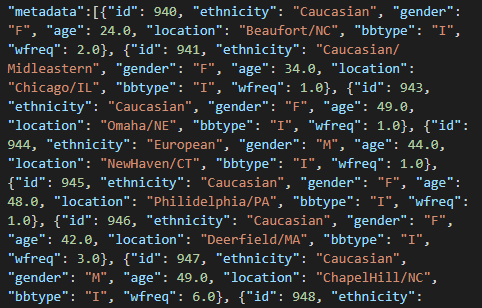 "metadata":[{"id": 940, "ethnicity": "Caucasian", "gender":
"F", "age": 24.0, "location": "Beaufort/NC", "bbtype": "I",
"wfreq": 2.0}, {"id": 941, "ethnicity": "Caucasian/
Midleastern", "gender": "F", "age": 34.0, "location":
"Chicago/IL", "bbtype": "I", "wfreq": 1.0}, {"id": 943,
"ethnicity": "Caucasian", "gender": "F", "age": 49.0,
"location": "Omaha/NE", "bbtype": "I", "wfreq": 1.0}, {"id":
944, "ethnicity": "European", "gender": "M", "age": 44.0,
"location": "NewHaven/CT", "bbtype": "I", "wfreq": 1.0},
{"id": 945, "ethnicity": "Caucasian", "gender": "F", "age":
48.0, "location": "Philidelphia/PA", "bbtype": "I", "wfreq":
1.0}, {"id": 946, "ethnicity": "Caucasian", "gender": "F",
"age": 42.0, "location": "Deerfield/MA", "bbtype": "I",
"wfreq": 3.0}, {"id": 947, "ethnicity": "Caucasian",
"gender": "M", "age": 49.0, "location": "ChapelHill/NC",
"bbtype": "I", "wfreq": 6.0}, {"id": 948, "ethnicity":